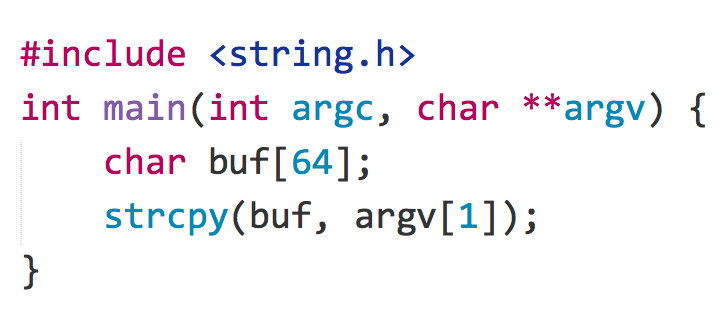 #include <string.h>
int main(int argc, char **argv) {
    char buf[64];
    strcpy(buf, argv[1]);
}